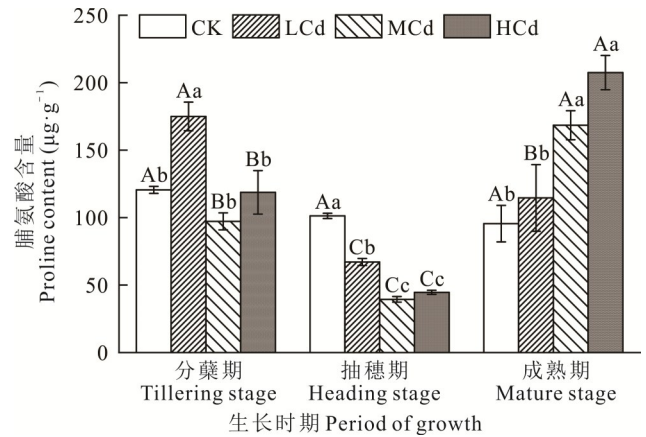 250
200
150
100
50
0
脯氨酸含量
Proline content (μg·g⁻¹)
CK LCd MCd HCd
Ab Aa Bb Bb
Aa Cb Cc Cc
Ab Bb Aa Aa
分蘖期 抽穗期 成熟期
Tillering stage Heading stage Mature stage
生长时期 Period of growth